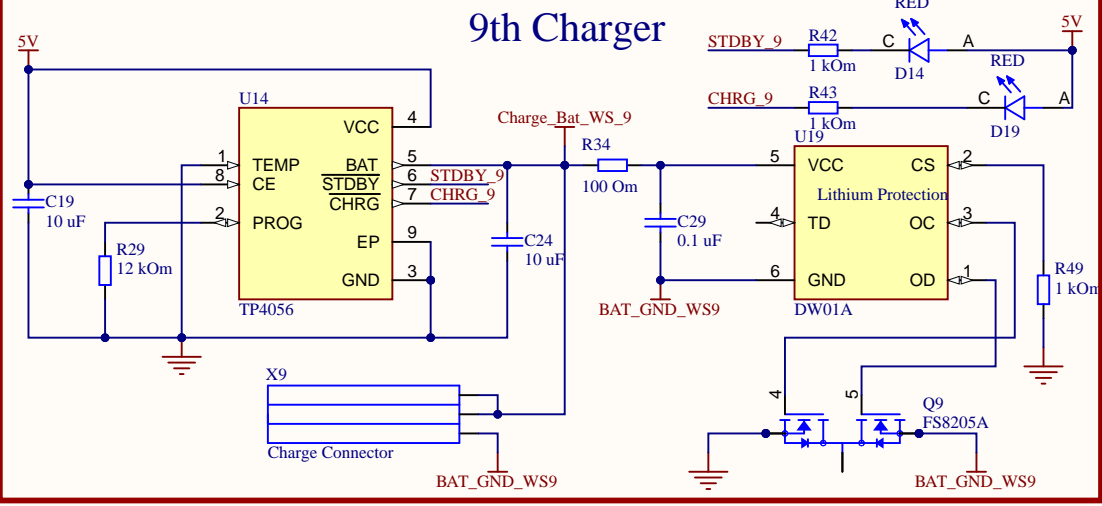 9th Charger
RED
5V
5V
STDBY_9
R42
1 kOm
C
A
D14
RED
CHRG_9
R43
1 kOm
C
A
D19
U14
VCC
4
1
TEMP
BAT
5
8
CE
STDBY
6
STDBY_9
CHRG
7
CHRG_9
2
PROG
EP
9
GND
3
TP4056
C19
10 uF
R29
12 kOm
Charge_Bat_WS_9
R34
100 Om
C24
10 uF
C29
0.1 uF
BAT_GND_WS9
U19
5
VCC
CS
2
Lithium Protection
4
TD
OC
3
6
GND
OD
1
DW01A
R49
1 kOm
X9
Charge Connector
BAT_GND_WS9
4
5
Q9
FS8205A
BAT_GND_WS9